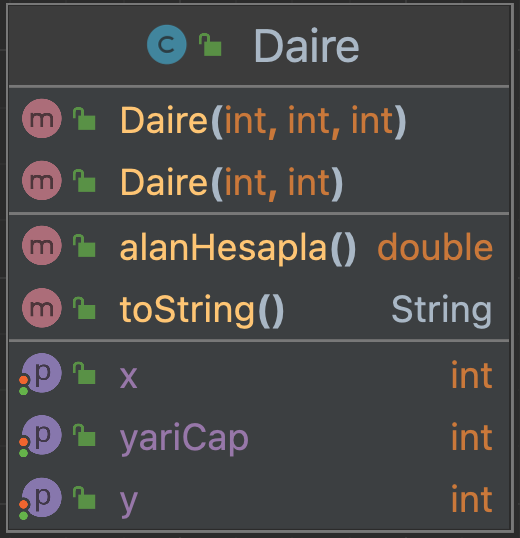 C Daire
m Daire(int, int, int)
m Daire(int, int)
m alanHesapla() double
m toString() String
p x int
p yariCap int
p y int